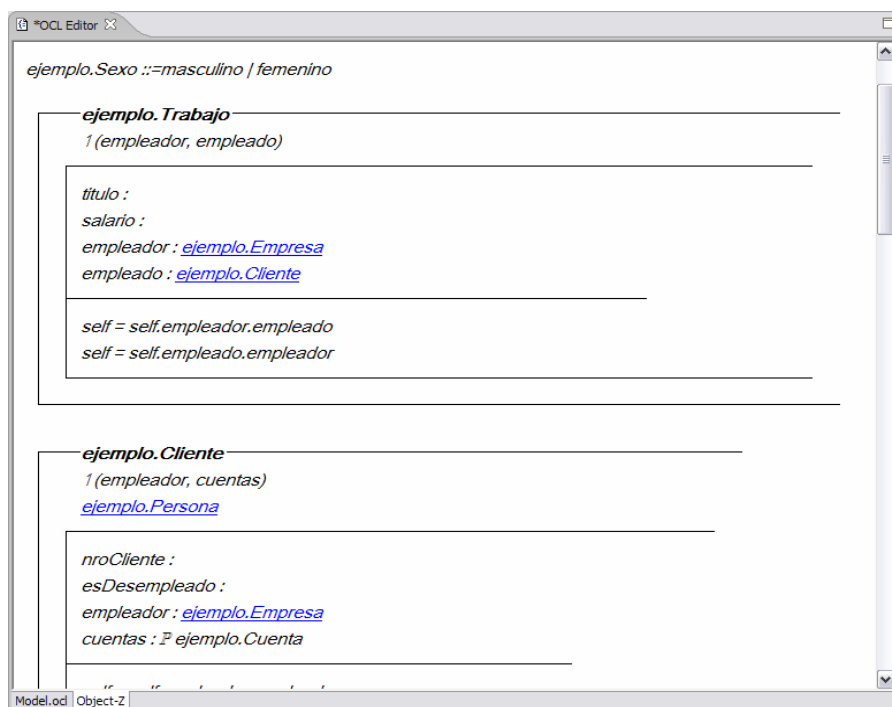 *OCL Editor
ejemplo.Sexo ::=masculino | femenino
ejemplo.Trabajo
↾(empleador, empleado)
titulo :
salario :
empleador : ejemplo.Empresa
empleado : ejemplo.Cliente
self = self.empleador.empleado
self = self.empleado.empleador
ejemplo.Cliente
↾(empleador, cuentas)
ejemplo.Persona
nroCliente :
esDesempleado :
empleador : ejemplo.Empresa
cuentas : ℙ ejemplo.Cuenta
Model.ocl Object-Z